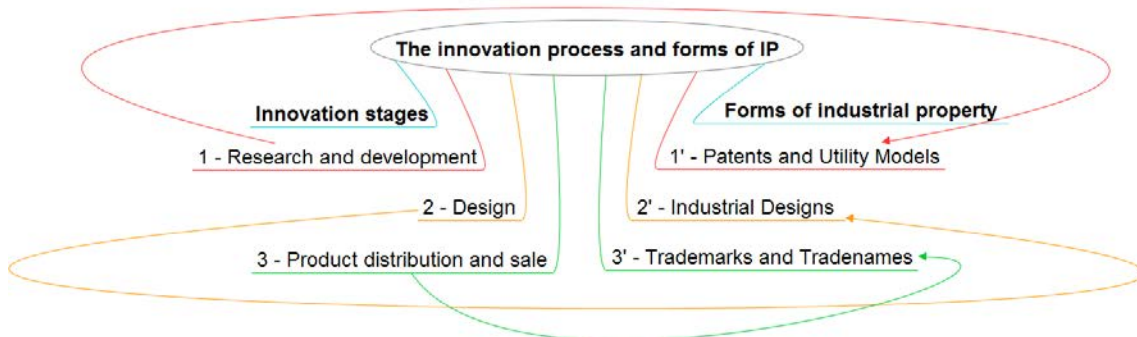 The innovation process and forms of IP
Innovation stages
Forms of industrial property
1 - Research and development
1' - Patents and Utility Models
2 - Design
2' - Industrial Designs
3 - Product distribution and sale
3' - Trademarks and Tradenames